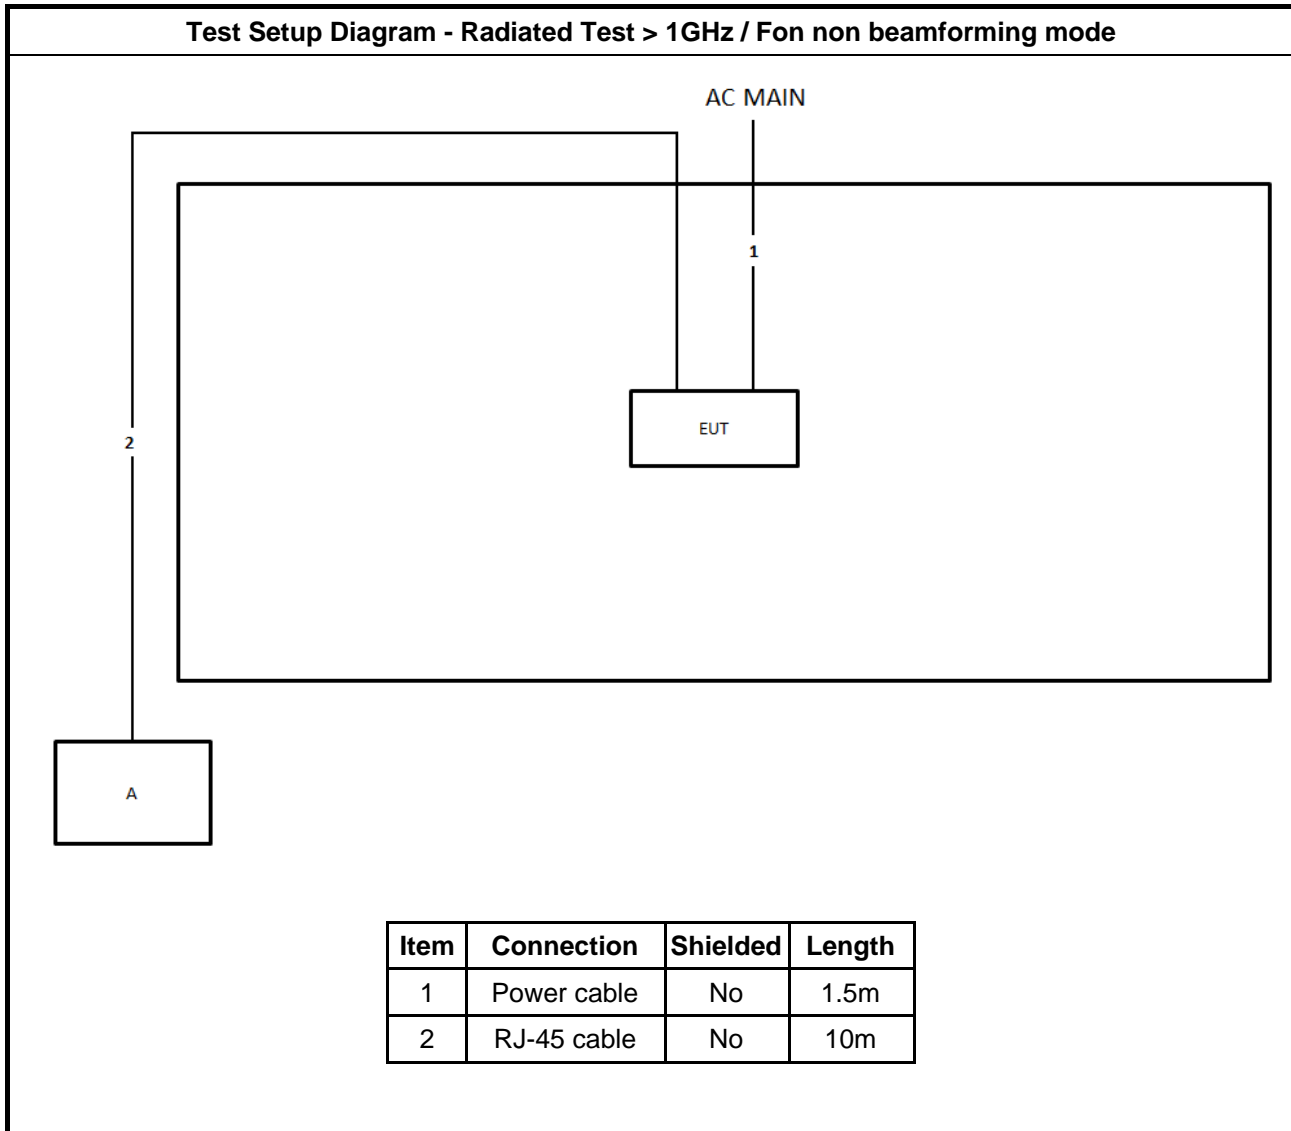 Test Setup Diagram - Radiated Test > 1GHz / Fon non beamforming mode
AC MAIN
1
EUT
2
A
Item Connection Shielded Length
1 Power cable No 1.5m
2 RJ-45 cable No 10m